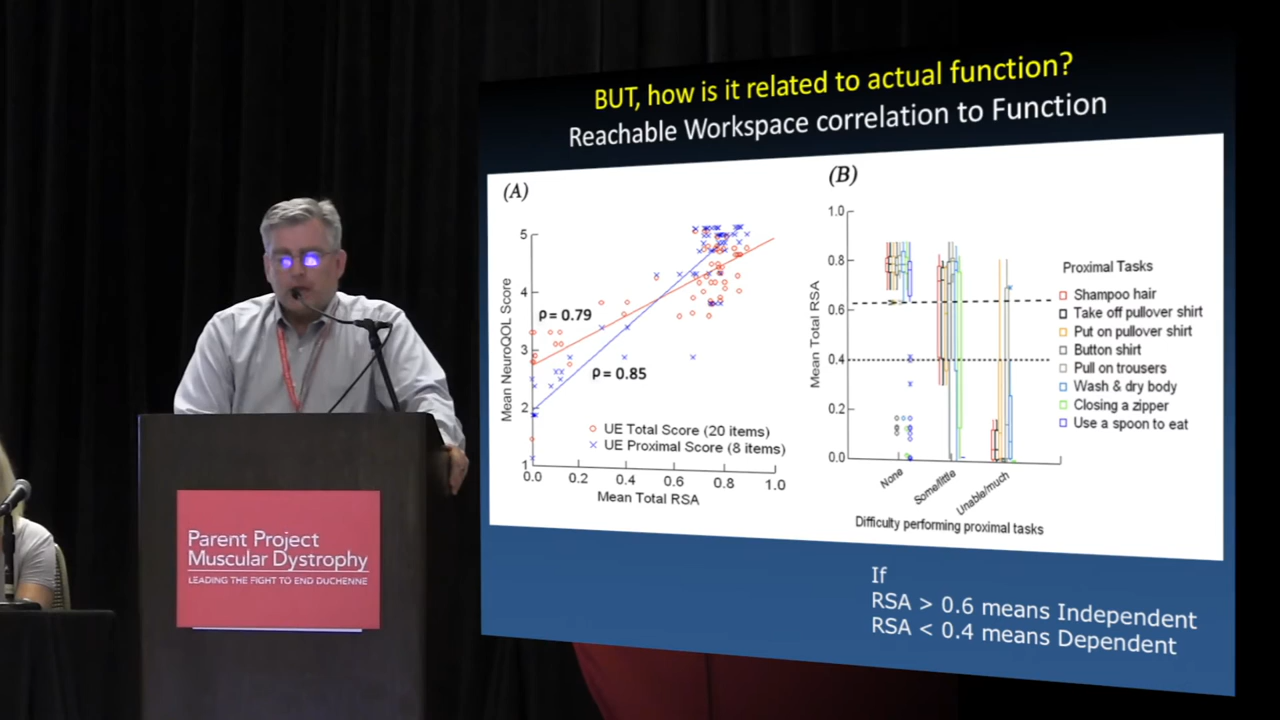 BUT, how is it related to actual function?
Reachable Workspace correlation to Function
(A)
5
4
3
2
1
Mean NeuroQOL Score
ρ = 0.79
ρ = 0.85
UE Total Score (20 items)
UE Proximal Score (8 items)
0.0 0.2 0.4 0.6 0.8 1.0
Mean Total RSA
(B)
1.0
0.8
0.6
0.4
0.2
0.0
Mean Total RSA
None Some/little Unable/much
Difficulty performing proximal tasks
Proximal Tasks
Shampoo hair
Take off pullover shirt
Put on pullover shirt
Button shirt
Pull on trousers
Wash & dry body
Closing a zipper
Use a spoon to eat
If
RSA > 0.6 means Independent
RSA < 0.4 means Dependent
Parent Project
Muscular Dystrophy
LEADING THE FIGHT TO END DUCHENNE